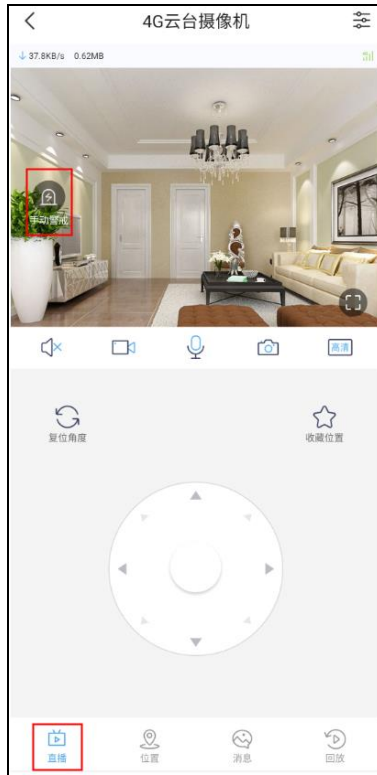 4G云台摄像机
37.8KB/s 0.62MB
手动警戒
高清
复位角度
收藏位置
直播
位置
消息
回放